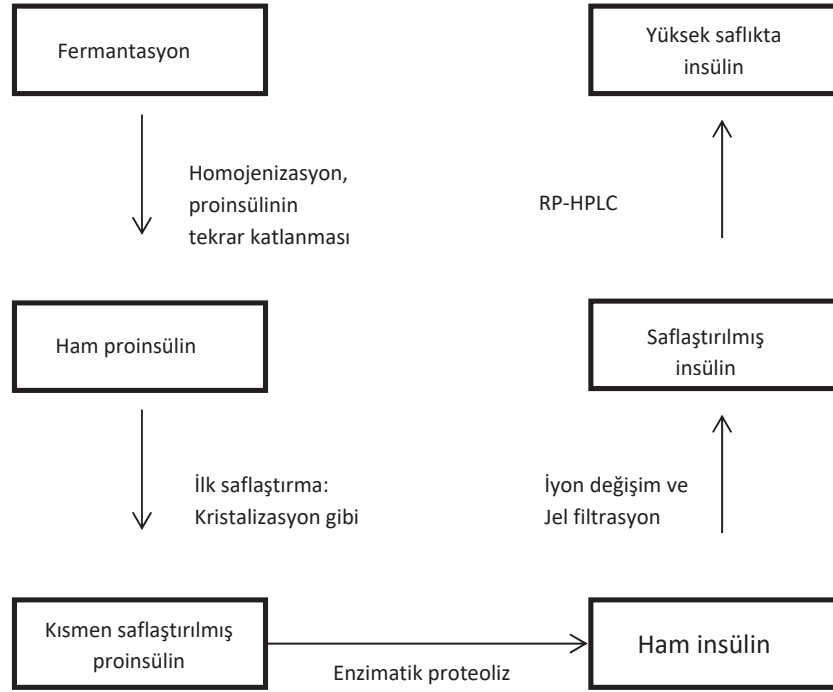 Fermantasyon
Homojenizasyon,
proinsülinin
tekrar katlanması
Ham proinsülin
İlk saflaştırma:
Kristalizasyon gibi
Kısmen saflaştırılmış
proinsülin
Enzimatik proteoliz
Ham insülin
İyon değişim ve
Jel filtrasyon
Saflaştırılmış
insülin
RP-HPLC
Yüksek saflıkta
insülin